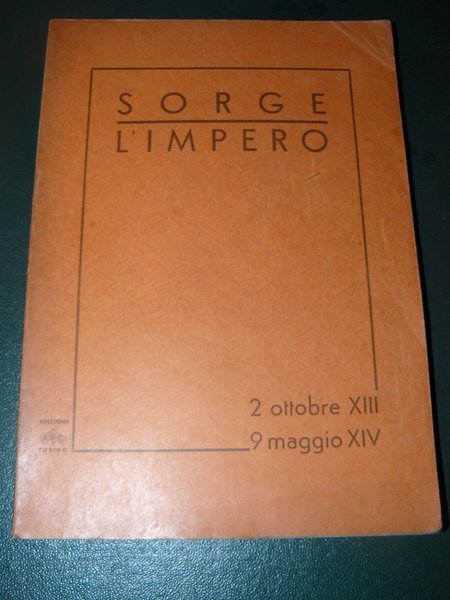 SORGE
L'IMPERO
2 ottobre XIII
9 maggio XIV
EDIZIONE
TORINO